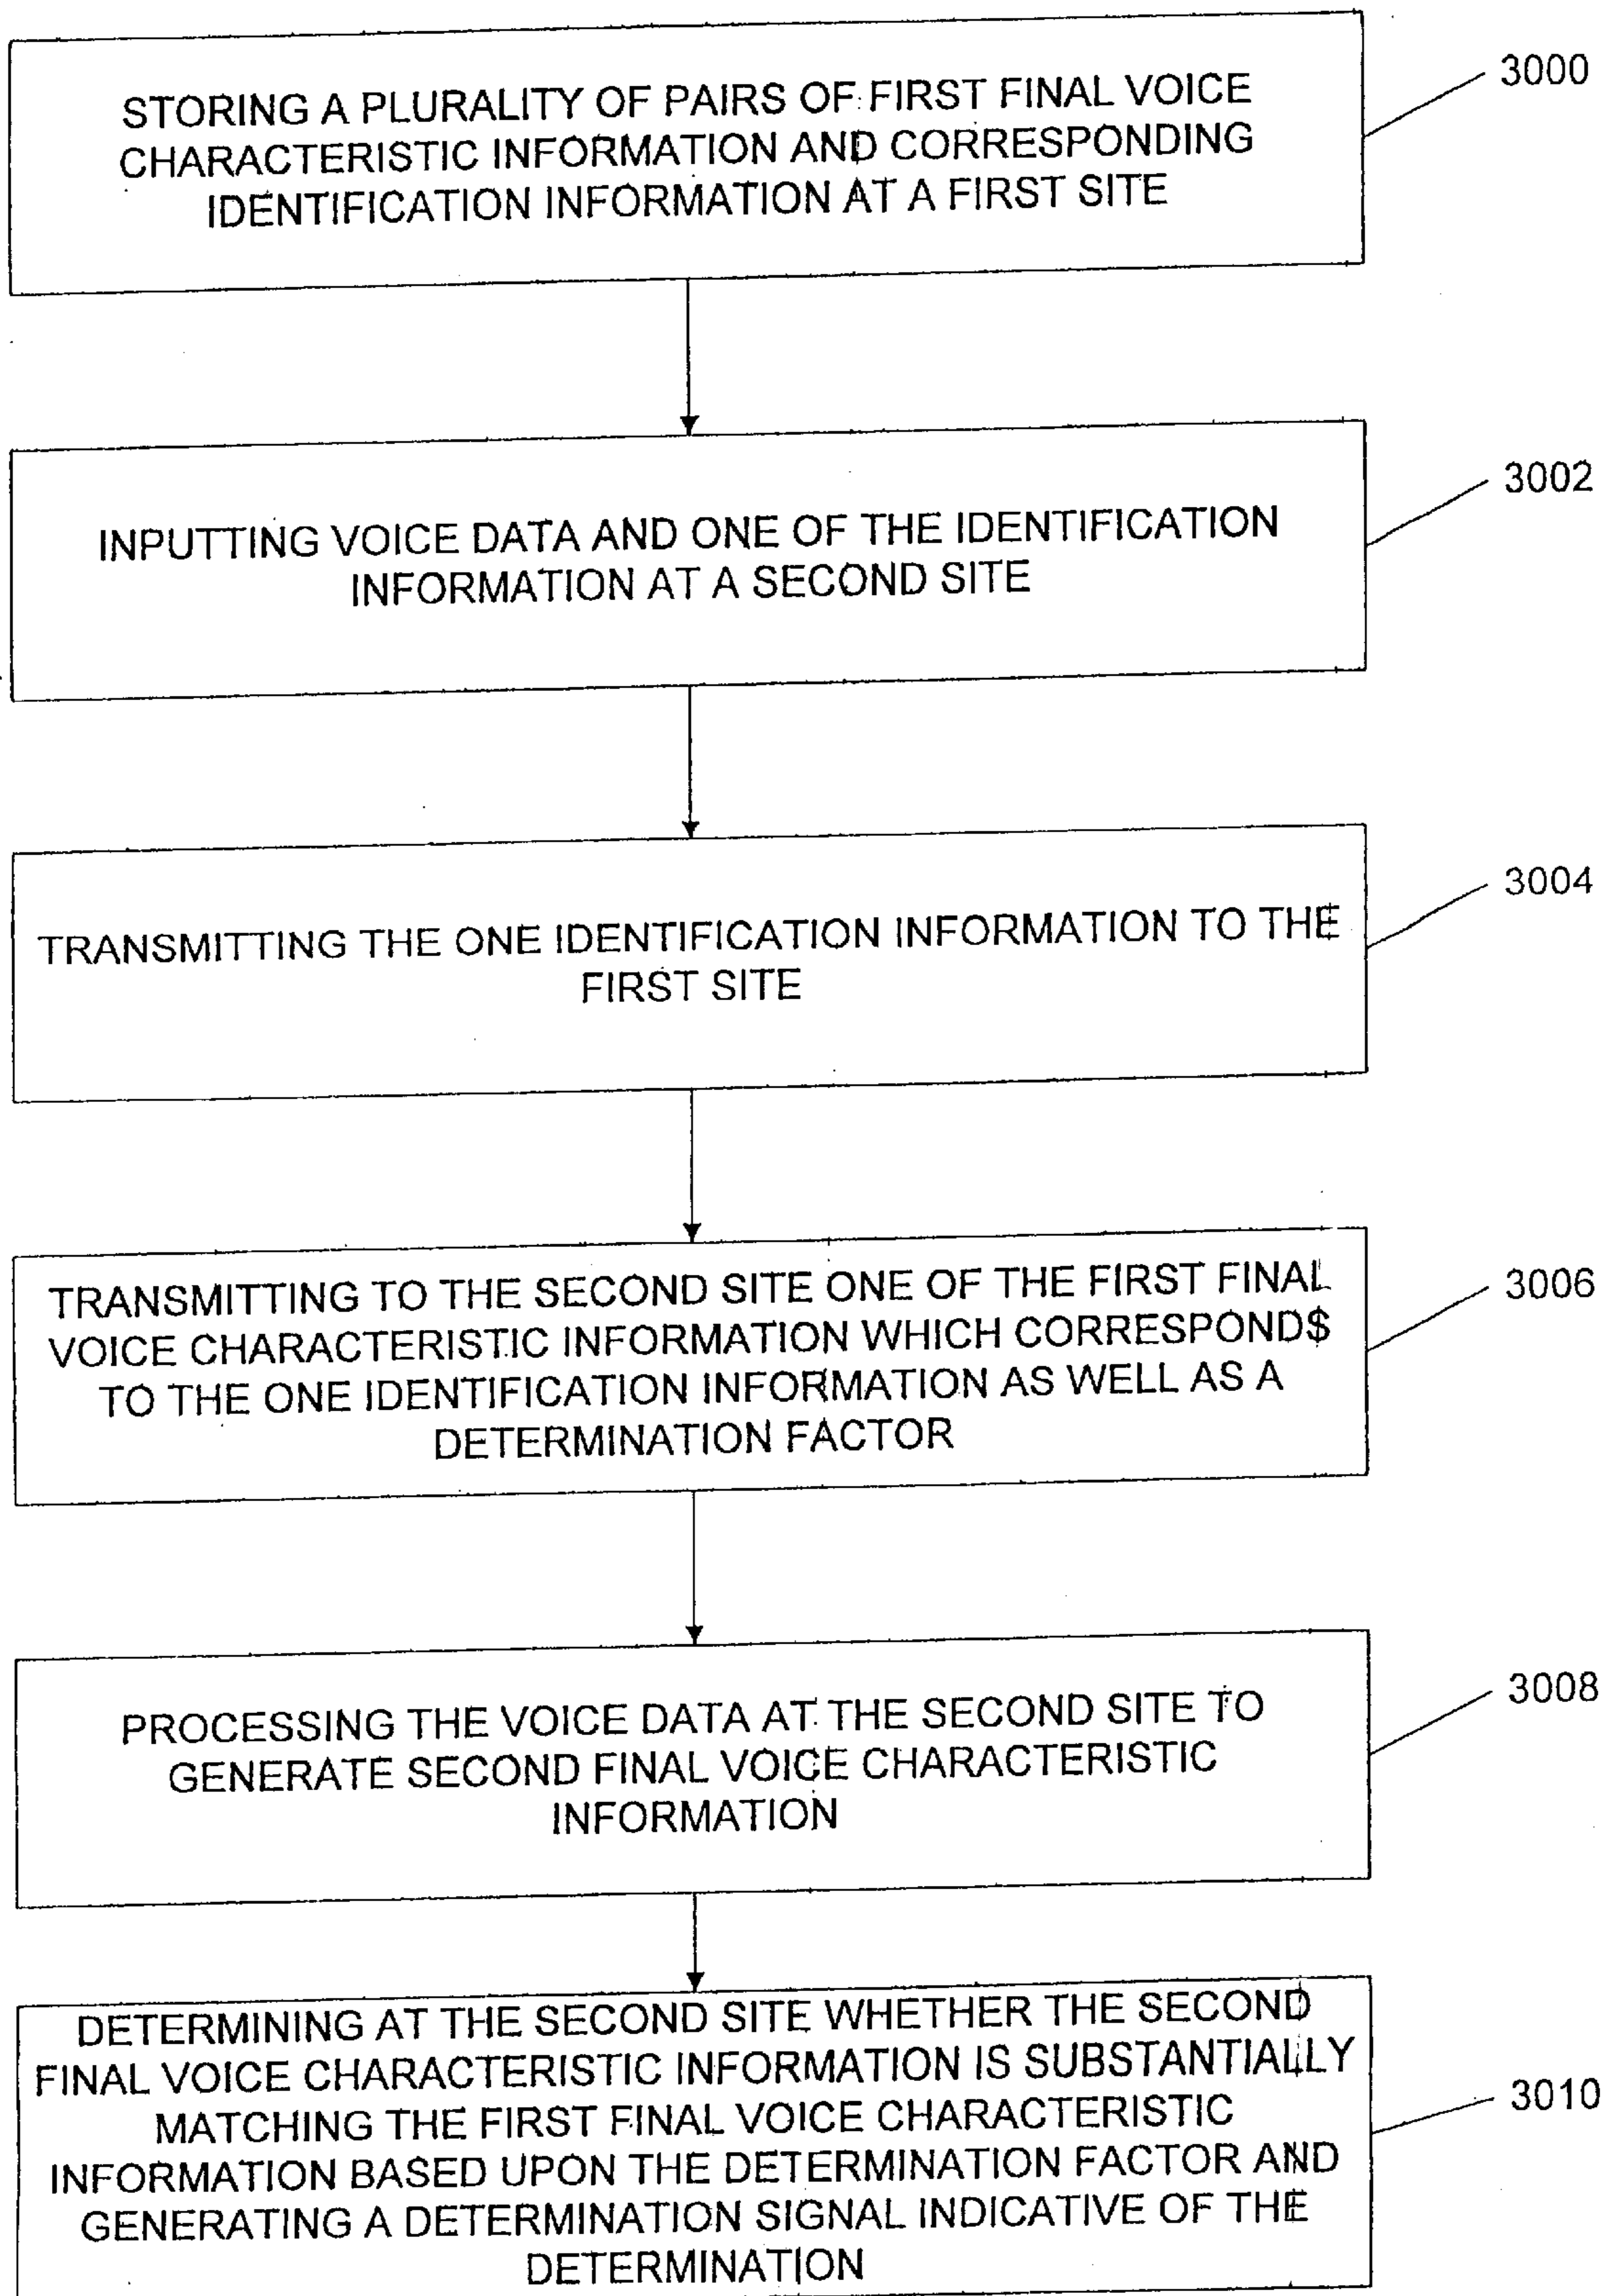 STORING A PLURALITY OF PAIRS OF FIRST FINAL VOICE
CHARACTERISTIC INFORMATION AND CORRESPONDING
IDENTIFICATION INFORMATION AT A FIRST SITE
3000
INPUTTING VOICE DATA AND ONE OF THE IDENTIFICATION
INFORMATION AT A SECOND SITE
3002
TRANSMITTING THE ONE IDENTIFICATION INFORMATION TO THE
FIRST SITE
3004
TRANSMITTING TO THE SECOND SITE ONE OF THE FIRST FINAL
VOICE CHARACTERISTIC INFORMATION WHICH CORRESPONDS
TO THE ONE IDENTIFICATION INFORMATION AS WELL AS A
DETERMINATION FACTOR
3006
PROCESSING THE VOICE DATA AT THE SECOND SITE TO
GENERATE SECOND FINAL VOICE CHARACTERISTIC
INFORMATION
3008
DETERMINING AT THE SECOND SITE WHETHER THE SECOND
FINAL VOICE CHARACTERISTIC INFORMATION IS SUBSTANTIALLY
MATCHING THE FIRST FINAL VOICE CHARACTERISTIC
INFORMATION BASED UPON THE DETERMINATION FACTOR AND
GENERATING A DETERMINATION SIGNAL INDICATIVE OF THE
DETERMINATION
3010